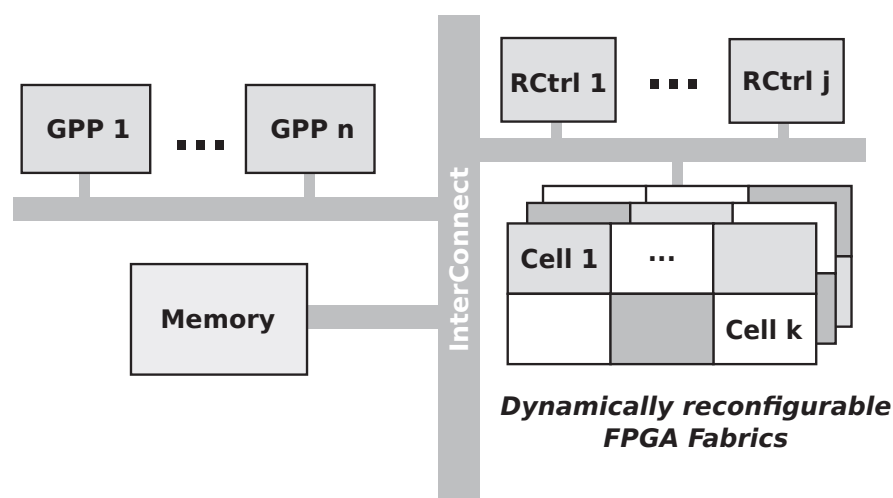 GPP 1
...
GPP n
Memory
InterConnect
RCtrl 1
...
RCtrl j
Cell 1
...
Cell k
Dynamically reconfigurable
FPGA Fabrics